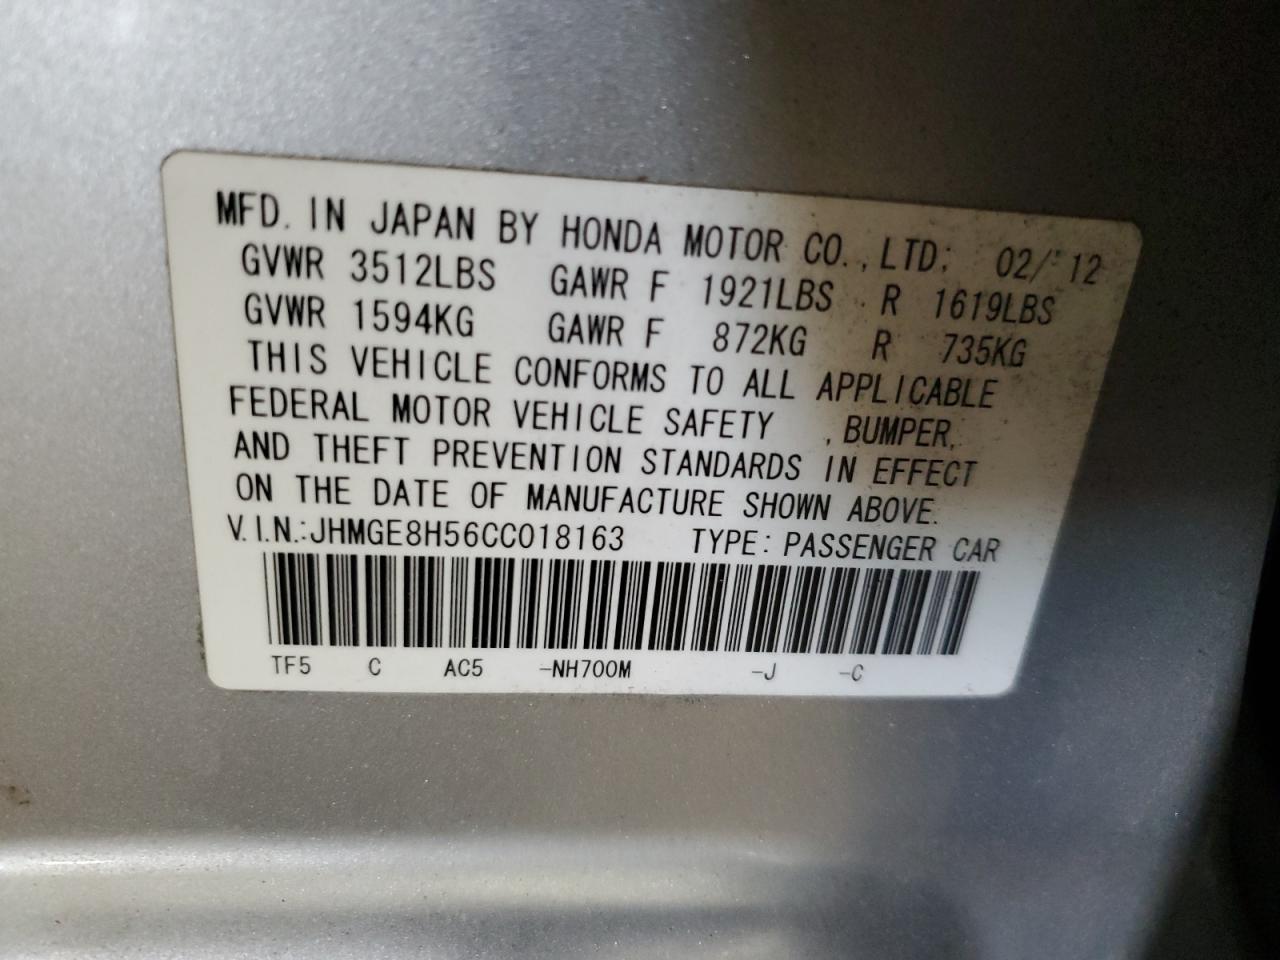 MFD. IN JAPAN BY HONDA MOTOR CO., LTD. 02/'12
GVWR 3512LBS GAWR F 1921LBS R 1619LBS
GVWR 1594KG GAWR F 872KG R 735KG
THIS VEHICLE CONFORMS TO ALL APPLICABLE
FEDERAL MOTOR VEHICLE SAFETY , BUMPER,
AND THEFT PREVENTION STANDARDS IN EFFECT
ON THE DATE OF MANUFACTURE SHOWN ABOVE.
V.I.N.:JHMGE8H56CC018163 TYPE: PASSENGER CAR
TF5 C AC5 -NH700M -J -C